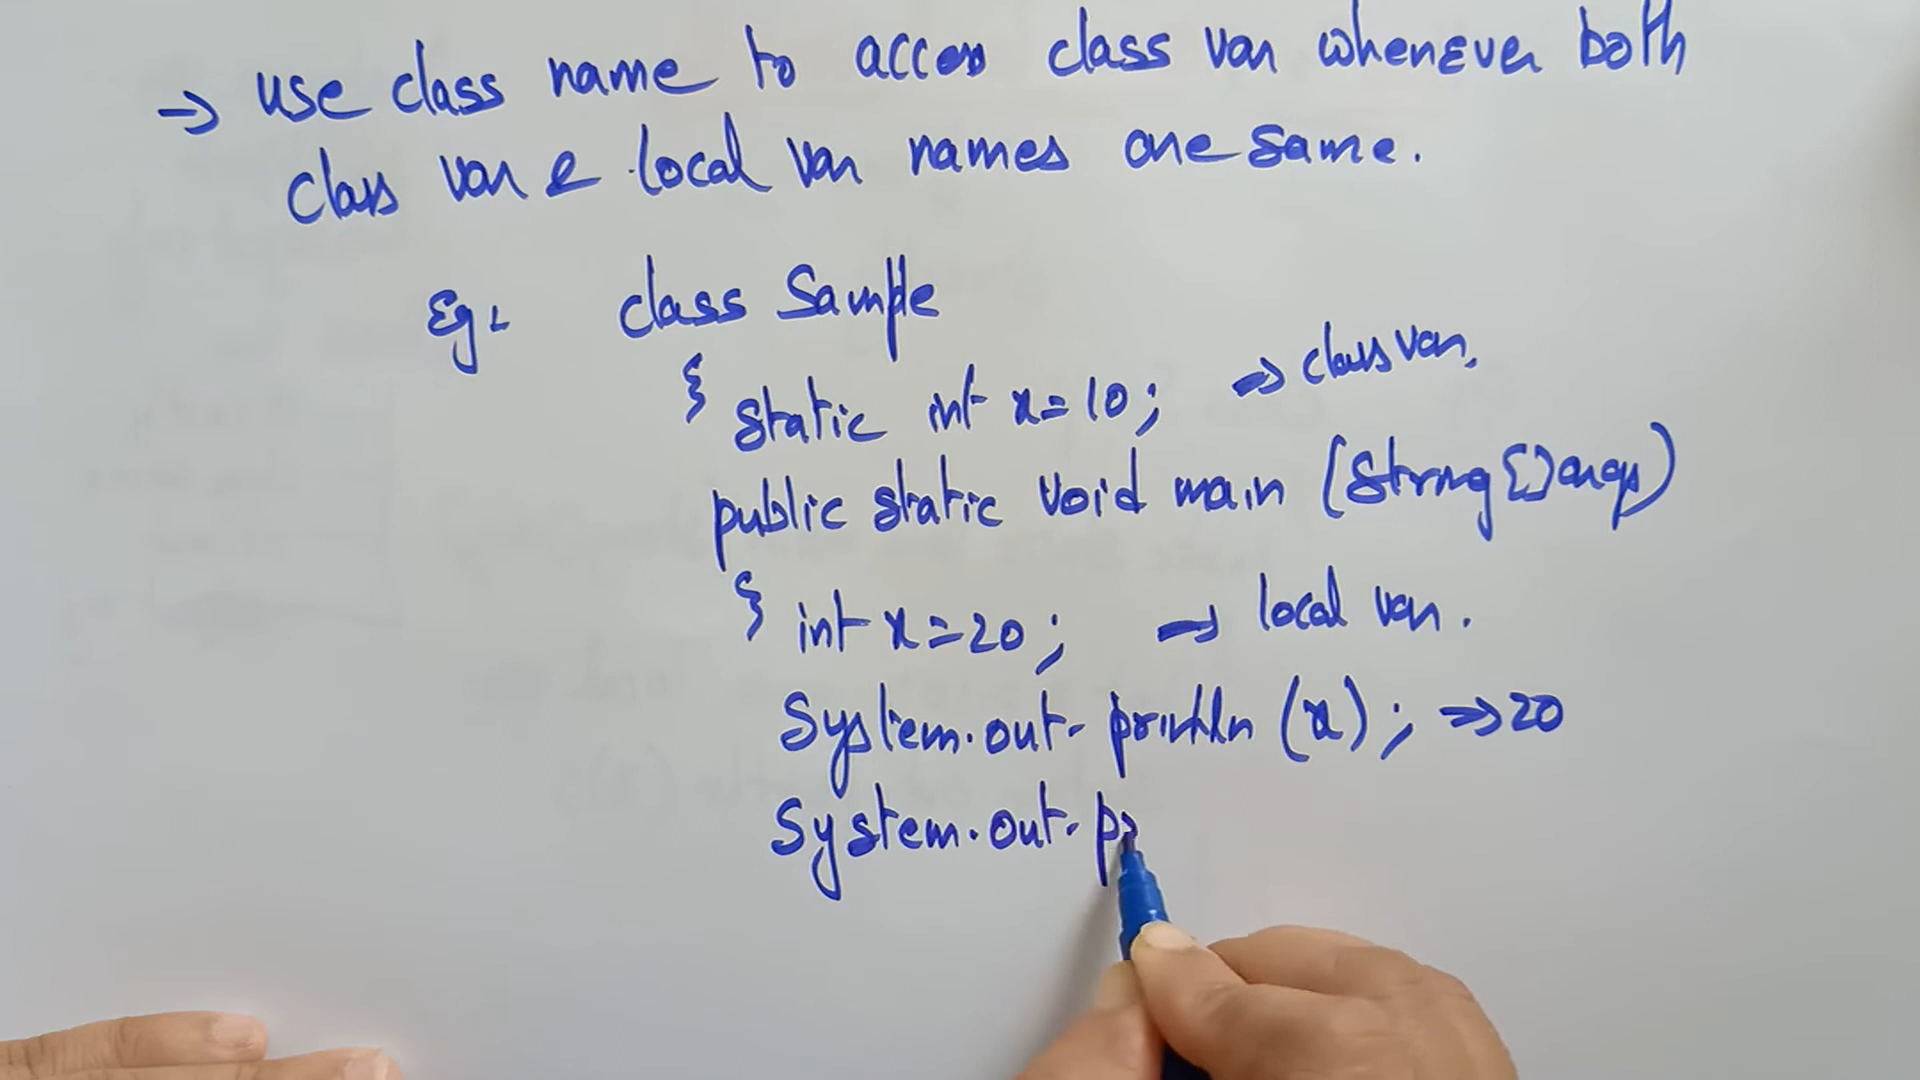 → use class name to access class var whenever both
class var & local var names are same.
Eg:- class Sample
{ static int x=10; ⇒ class var.
public static void main (String[] args)
{ int x=20; → local var.
System.out.println (x); ⇒ 20
System.out.pr